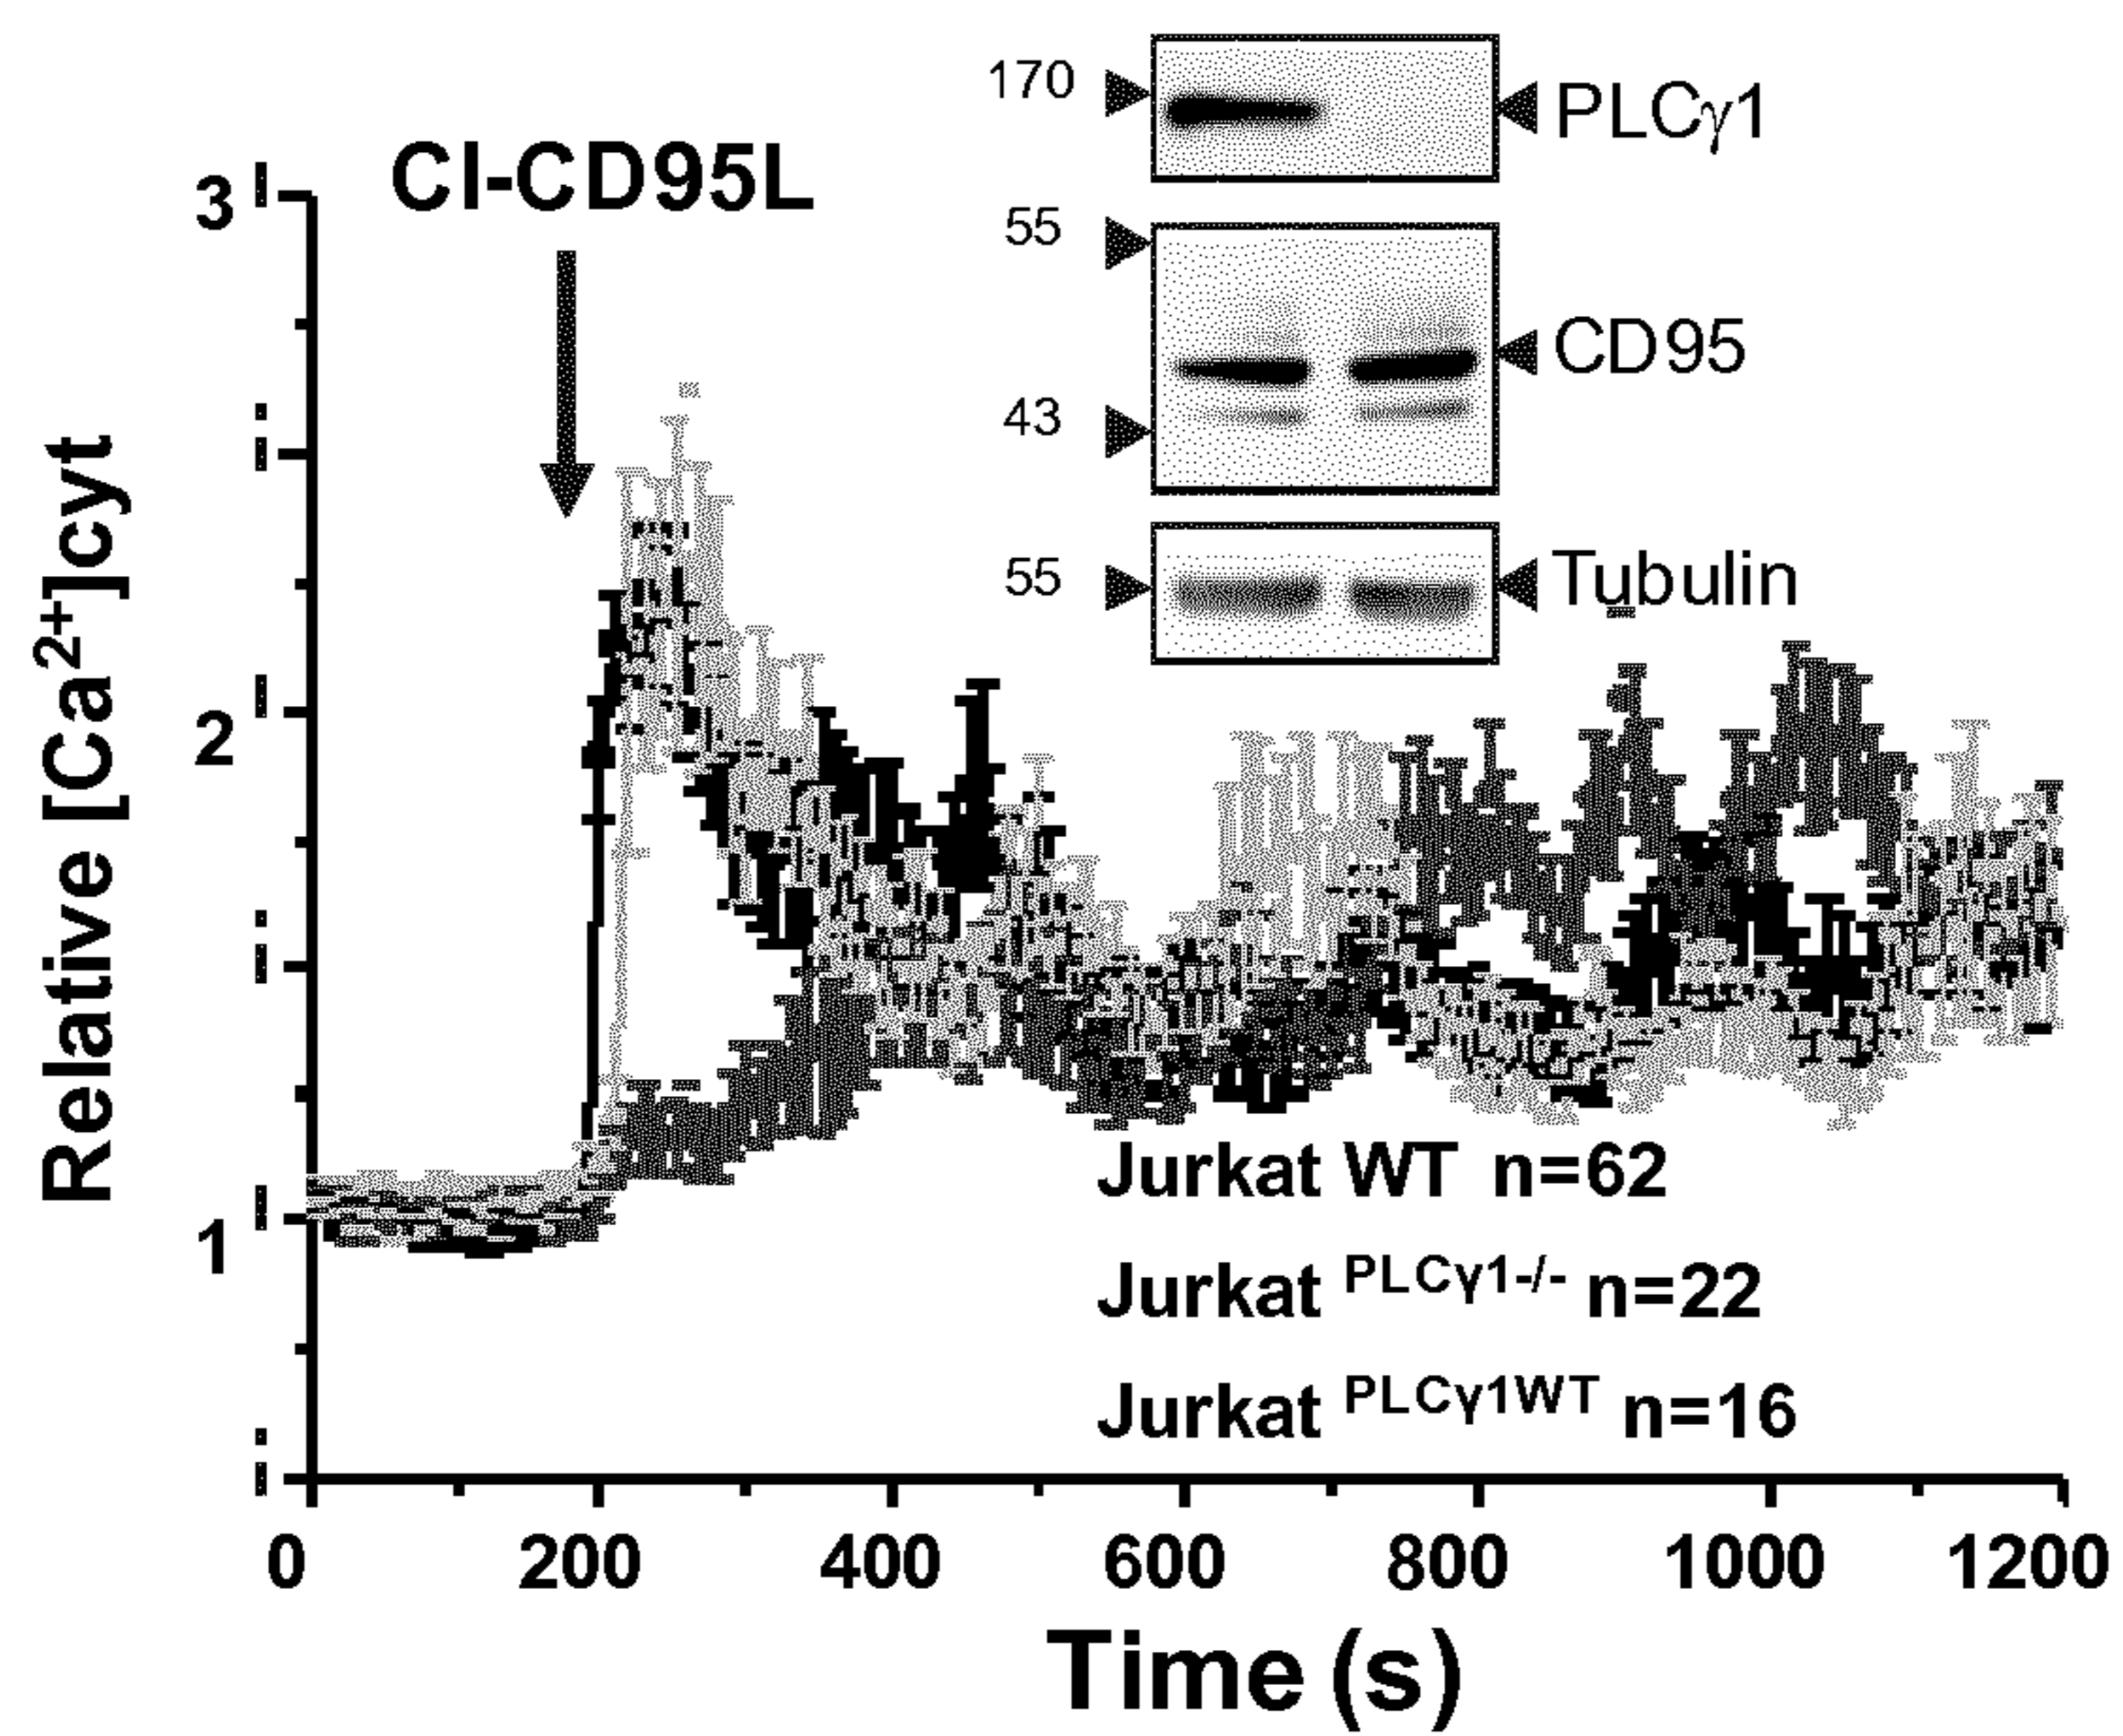 170
PLCγ1
CI-CD95L
3
55
CD95
43
55
Tubulin
2
Relative [Ca2+]cyt
1
Jurkat WT n=62
Jurkat PLCγ1-/- n=22
Jurkat PLCγ1WT n=16
0 200 400 600 800 1000 1200
Time (s)